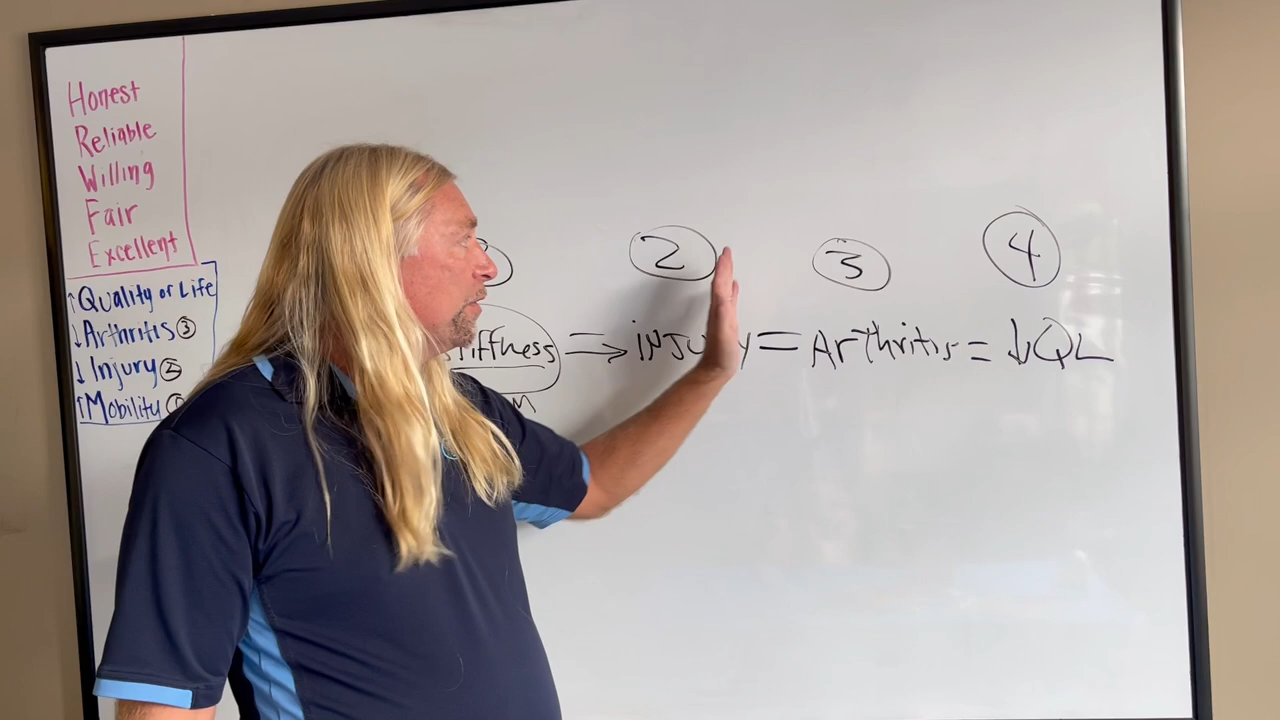 Honest
Reliable
Willing
Fair
Excellent
↑Quality of Life
↓Arthritis ③
↓Injury ②
↑Mobility
2 3 4
⇒ = Arthritis = ↓QL